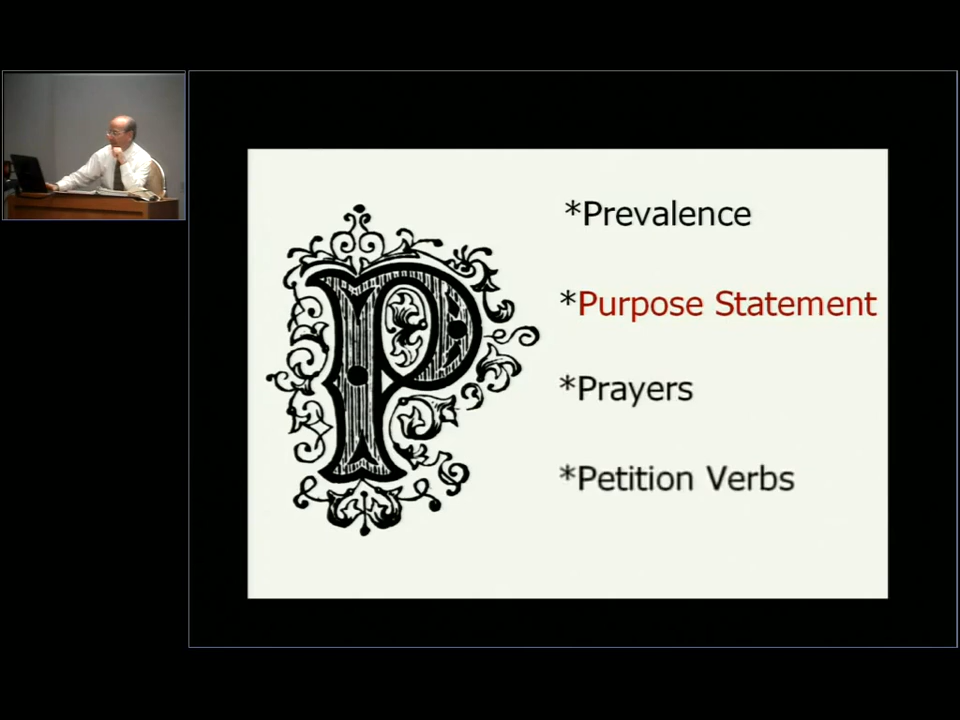 P
*Prevalence
*Purpose Statement
*Prayers
*Petition Verbs